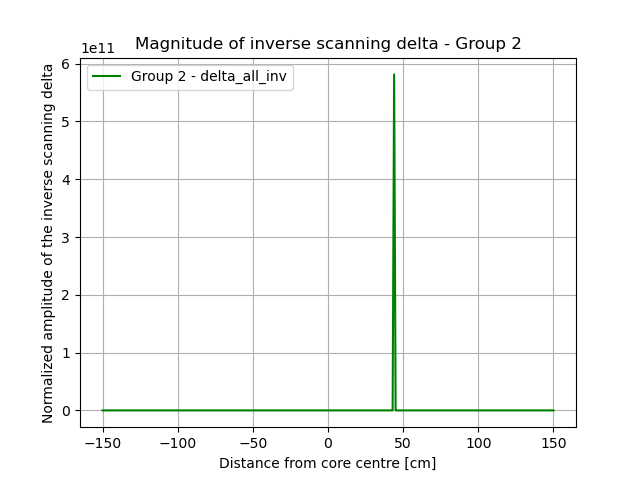 Magnitude of inverse scanning delta - Group 2
1e11
Group 2 - delta_all_inv
Normalized amplitude of the inverse scanning delta
6
5
4
3
2
1
0
−150
−100
−50
0
50
100
150
Distance from core centre [cm]